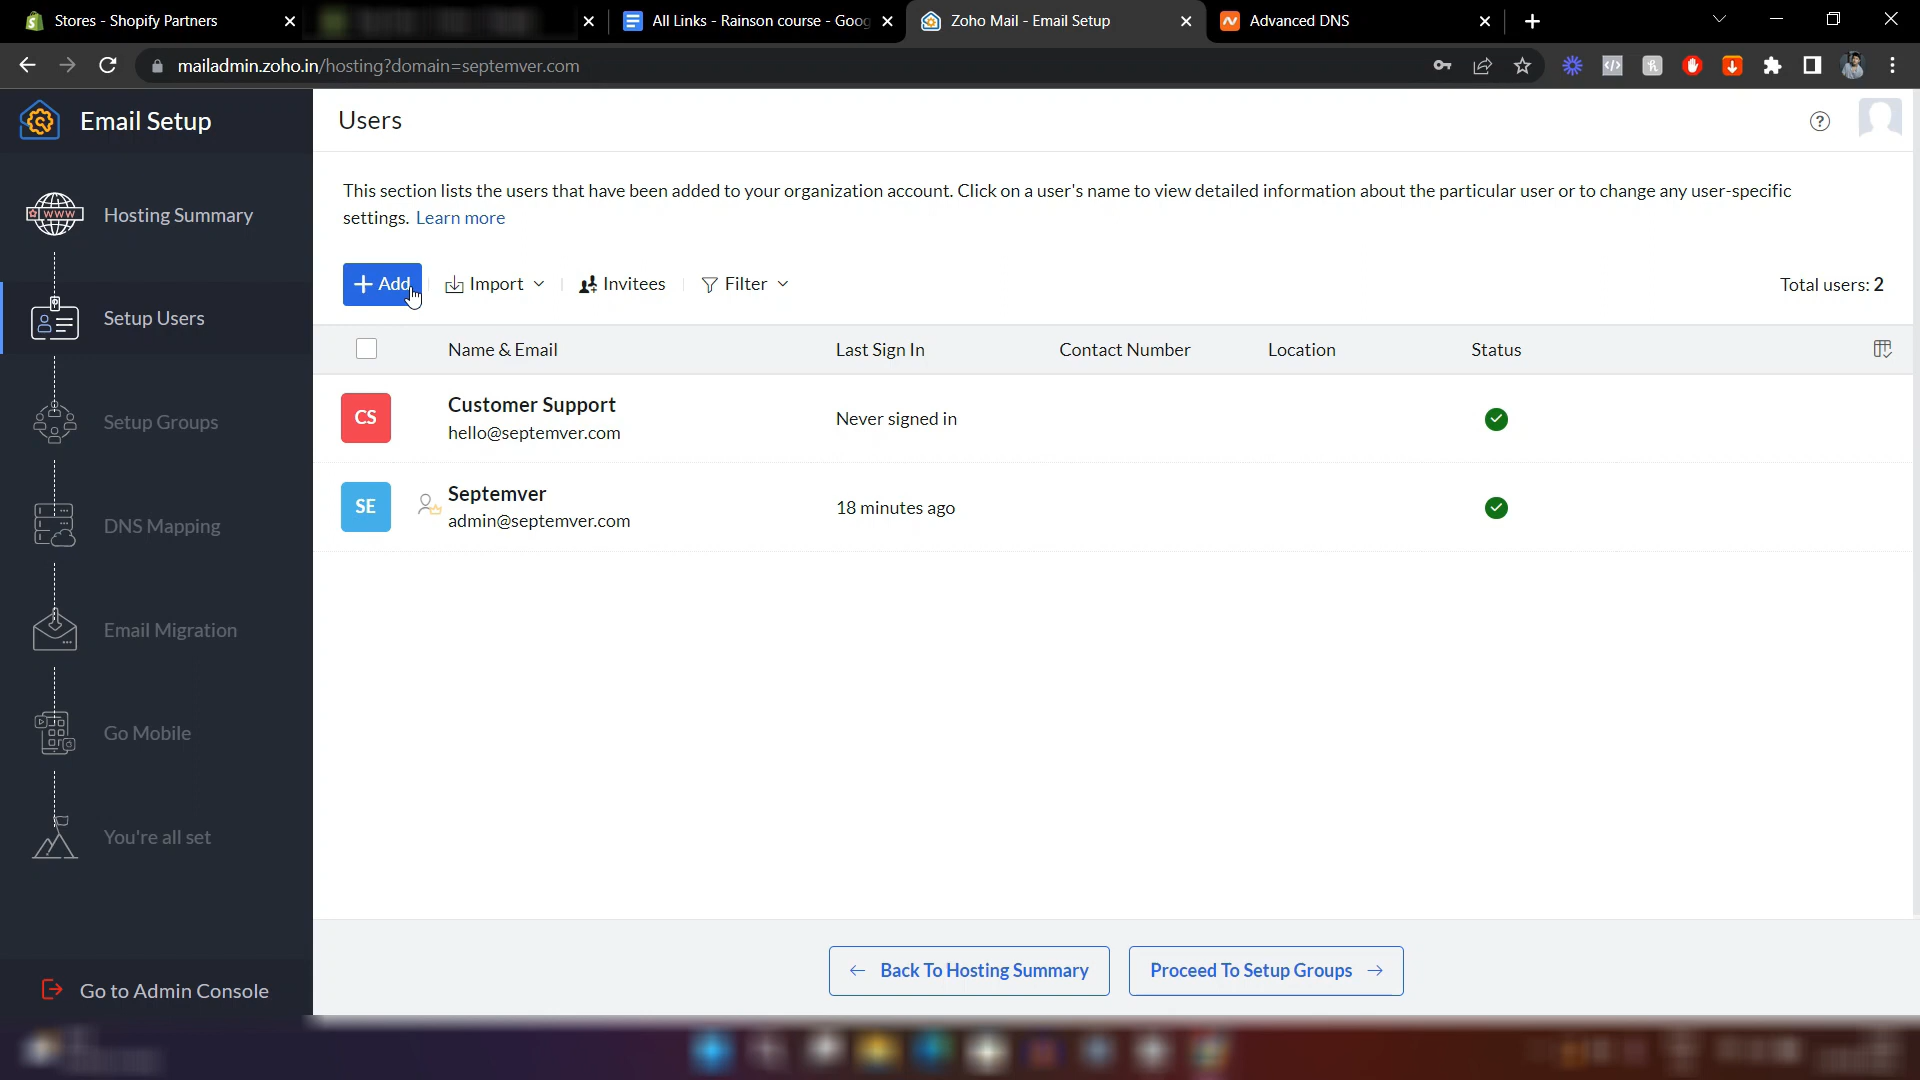 Stores - Shopify Partners
All Links - Rainson course - Goog
Zoho Mail - Email Setup
Advanced DNS
mailadmin.zoho.in/hosting?domain=septemver.com
Email Setup
Users
This section lists the users that have been added to your organization account. Click on a user's name to view detailed information about the particular user or to change any user-specific
settings. Learn more
WWW
Hosting Summary
Setup Users
Setup Groups
DNS Mapping
Email Migration
Go Mobile
You're all set
Go to Admin Console
+ Add
Import
Invitees
Filter
Total users: 2
Name & Email
Last Sign In
Contact Number
Location
Status
CS
Customer Support
hello@septemver.com
Never signed in
SE
Septemver
admin@septemver.com
18 minutes ago
← Back To Hosting Summary
Proceed To Setup Groups →